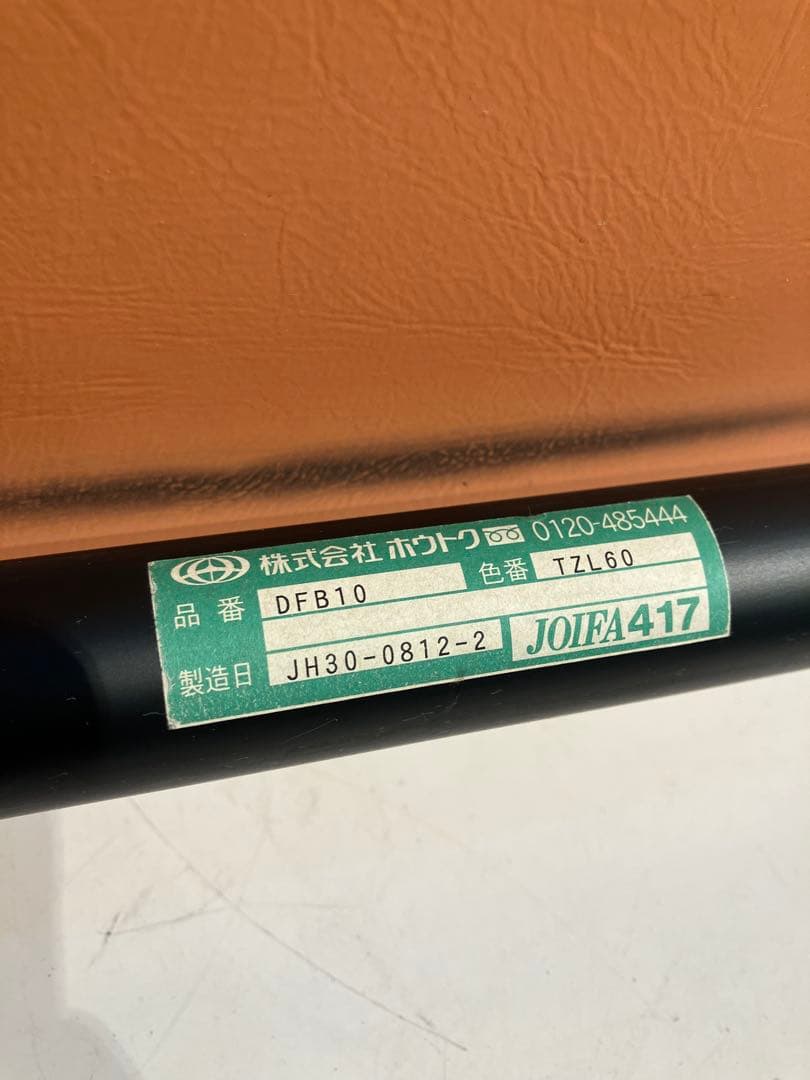 株式会社 ホウトク 0120-485444
品番 DFB10 色番 TZL60
製造日 JH30-0812-2 JOIFA417